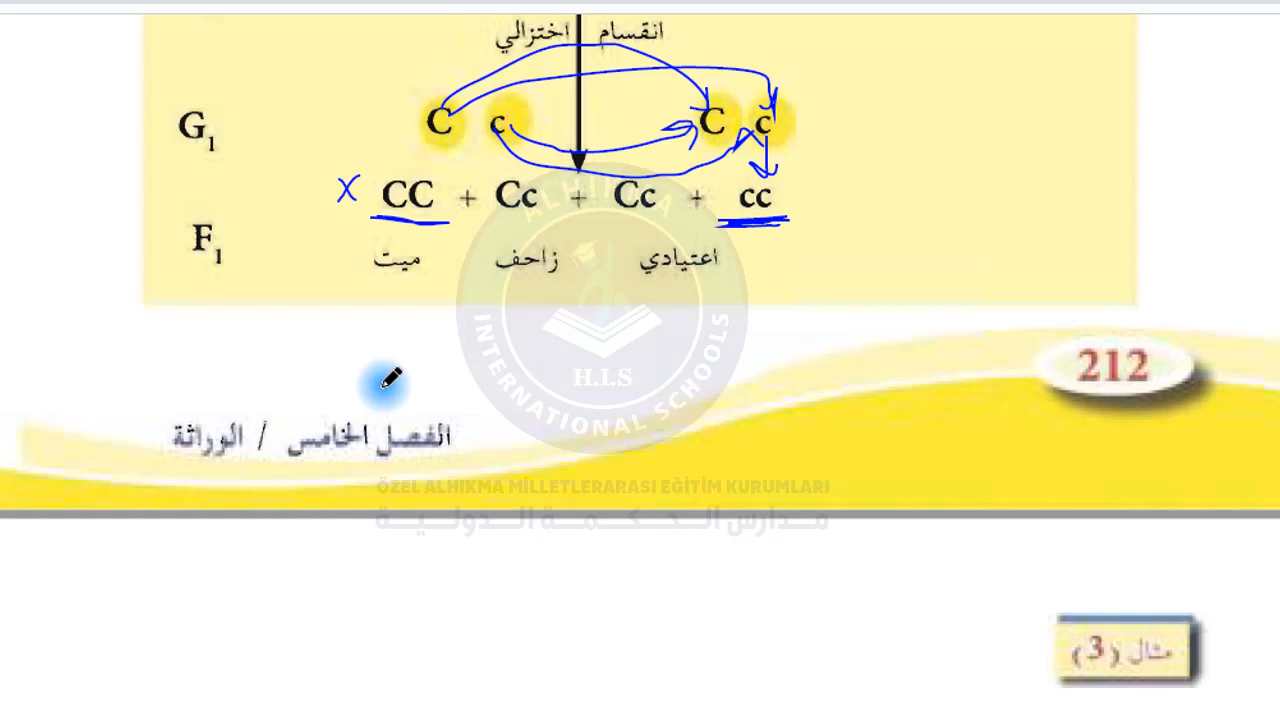 انقسام اختزالي
G1 C c C c
x CC + Cc + Cc + cc
F1
ميت زاحف اعتيادي
ALHIKMA INTERNATIONAL SCHOOLS
H.I.S
212
الفصل الخامس / الوراثة
ÖZEL ALHIKMA MİLLETLERARASI EĞİTİM KURUMLARI
مدارس الحكمة الدولية
مثال (3)